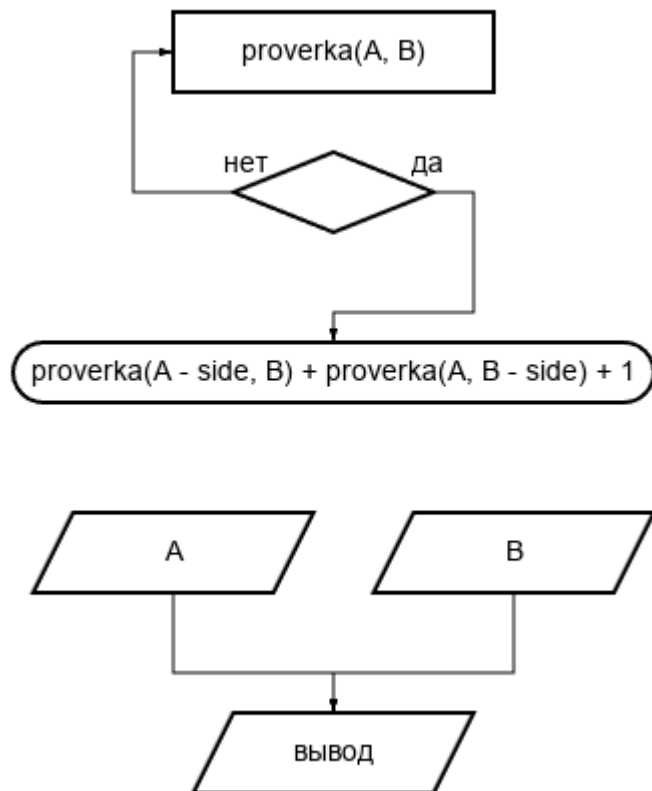 proverka(A, B)
нет
да
proverka(A - side, B) + proverka(A, B - side) + 1
A
B
вывод